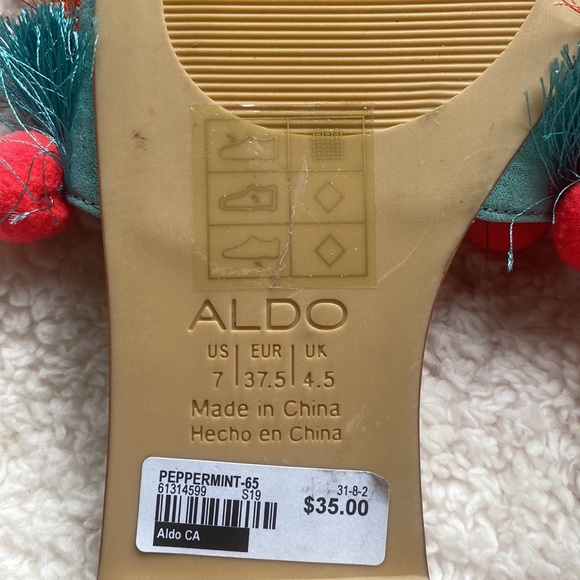 ALDO
US | EUR | UK
7 | 37.5 | 4.5
Made in China
Hecho en China
PEPPERMINT-65
61314599 S19 31-8-2
$35.00
Aldo CA